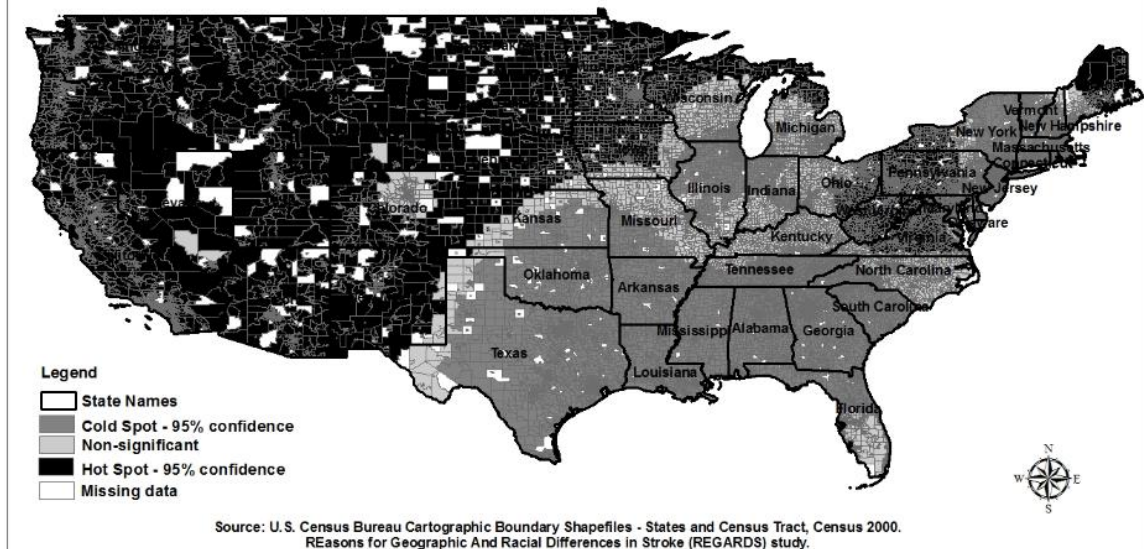 Wisconsin
Michigan
Vermont
New Hampshire
New York
Massachusetts
Connecticut
Pennsylvania
New Jersey
Illinois
Indiana
Ohio
Kansas
Missouri
Kentucky
Virginia
Tennessee
North Carolina
Oklahoma
Arkansas
South Carolina
Mississippi
Alabama
Georgia
Texas
Louisiana
Florida
Legend
State Names
Cold Spot - 95% confidence
Non-significant
Hot Spot - 95% confidence
Missing data
N
W
E
S
Source: U.S. Census Bureau Cartographic Boundary Shapefiles - States and Census Tract, Census 2000.
REasons for Geographic And Racial Differences in Stroke (REGARDS) study.